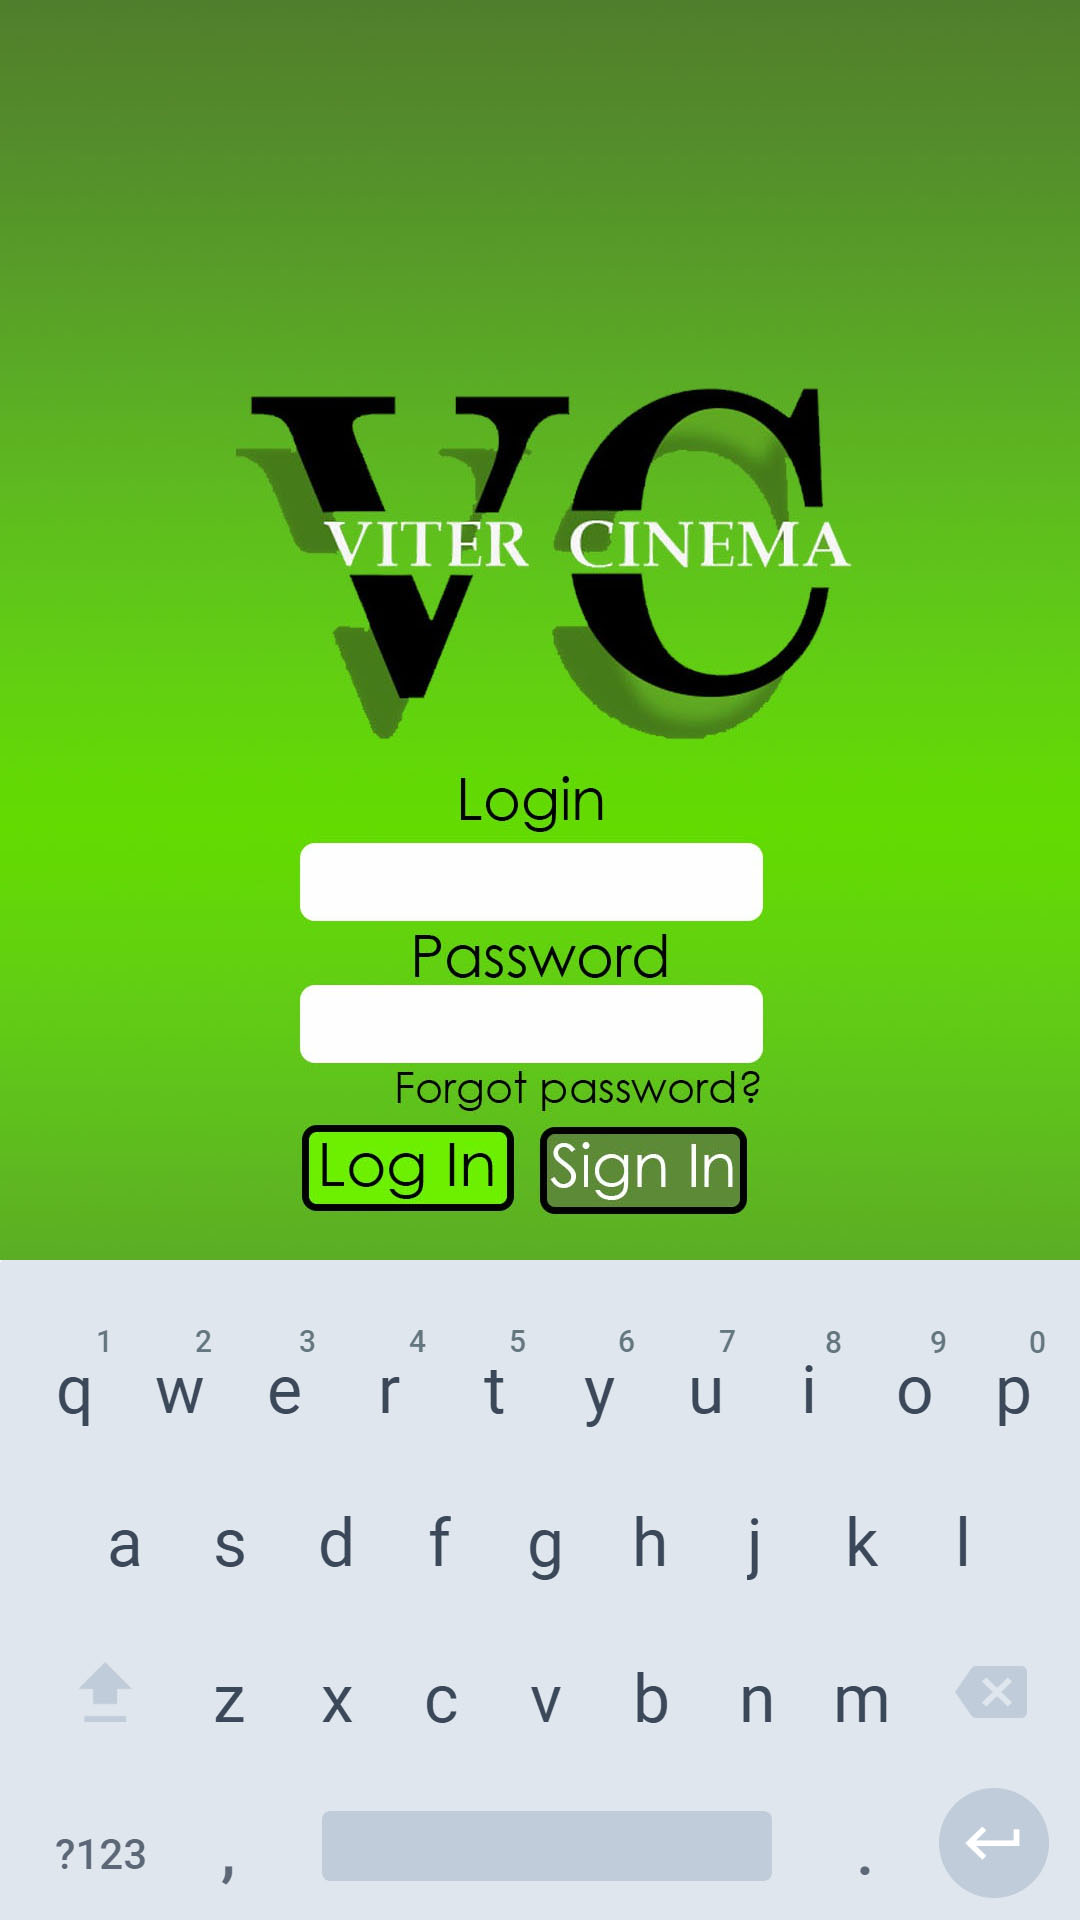 VC
VITER CINEMA
Login
Password
Forgot password?
Log In Sign In
1 2 3 4 5 6 7 8 9 0
q w e r t y u i o p
a s d f g h j k l
z x c v b n m
?123 , .